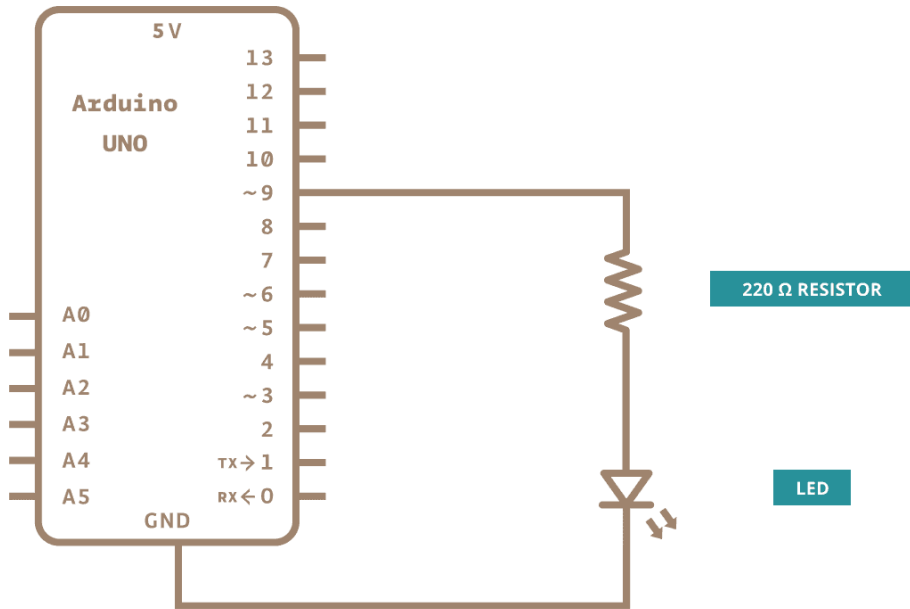 5V
Arduino
UNO
13
12
11
10
~9
8
7
~6
~5
4
~3
2
TX→1
RX←0
A0
A1
A2
A3
A4
A5
GND
220 Ω RESISTOR
LED